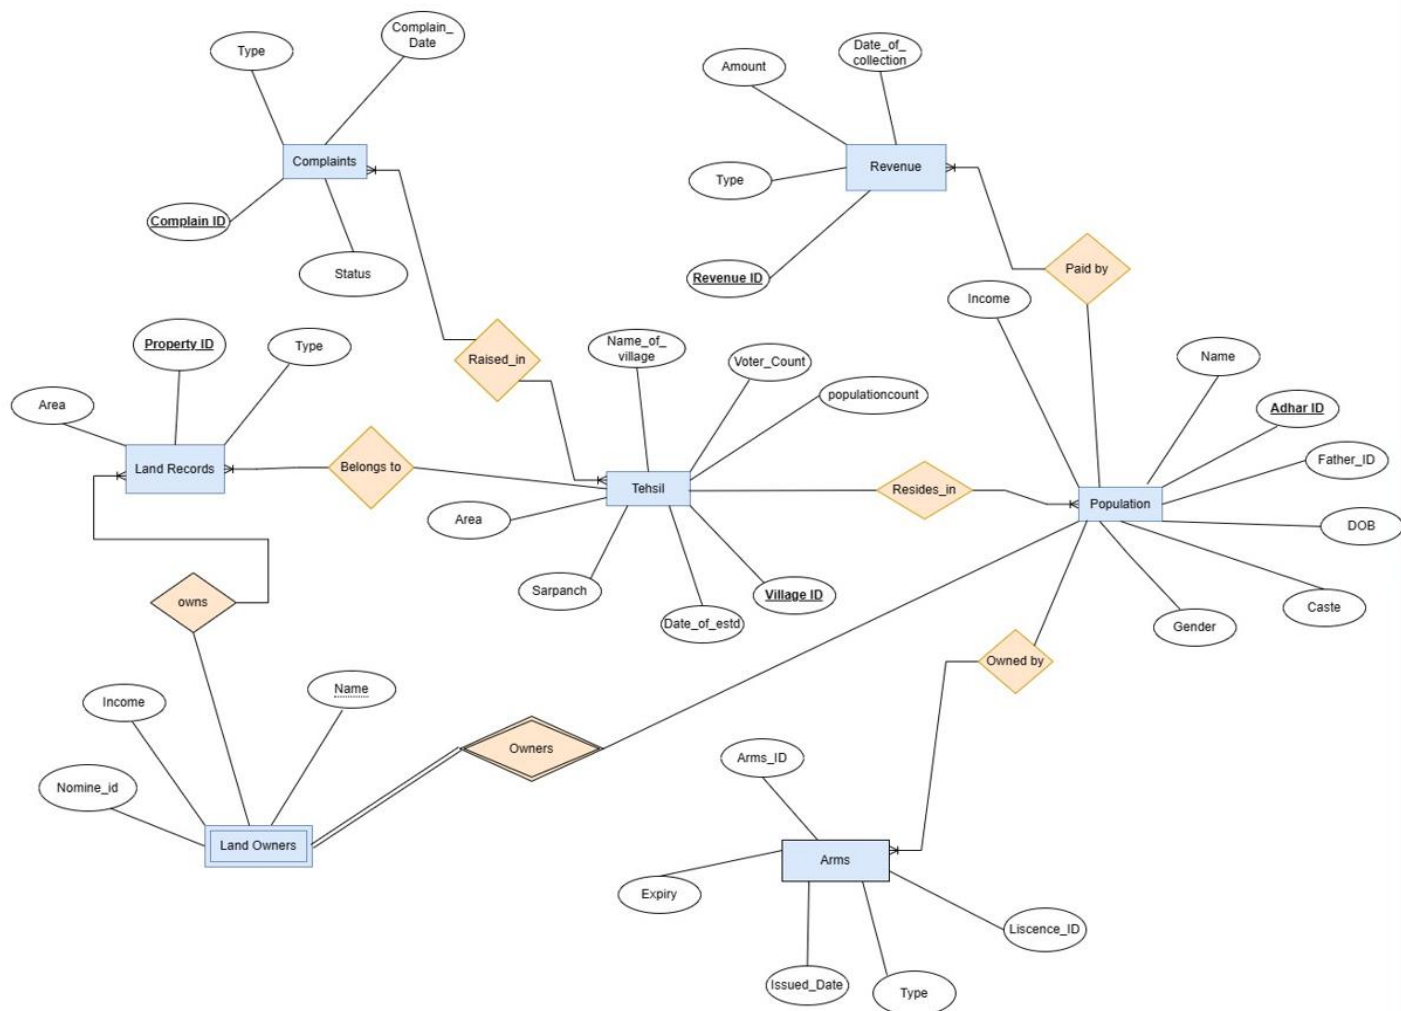 Complain_
Date
Type
Date_of_
collection
Amount
Complaints
Revenue
Type
Complain ID
Status
Revenue ID
Paid by
Income
Property ID
Type
Raised_in
Name_of_
village
Voter_Count
Name
populationcount
Area
Adhar ID
Land Records
Belongs to
Tehsil
Resides_in
Father_ID
Population
Area
DOB
Sarpanch
Village ID
owns
Date_of_estd
Gender
Caste
Owned by
Income
Name
Owners
Arms_ID
Nomine_id
Land Owners
Arms
Expiry
Liscence_ID
Issued_Date
Type